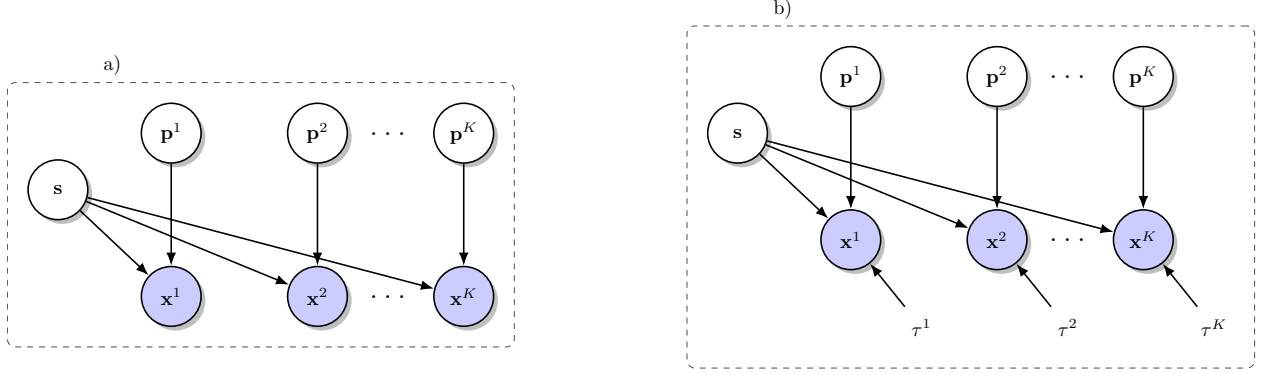 a)
p¹ p² · · · p^K
s
x¹ x² · · · x^K
b)
p¹ p² · · · p^K
s
x¹ x² · · · x^K
τ¹ τ² τ^K